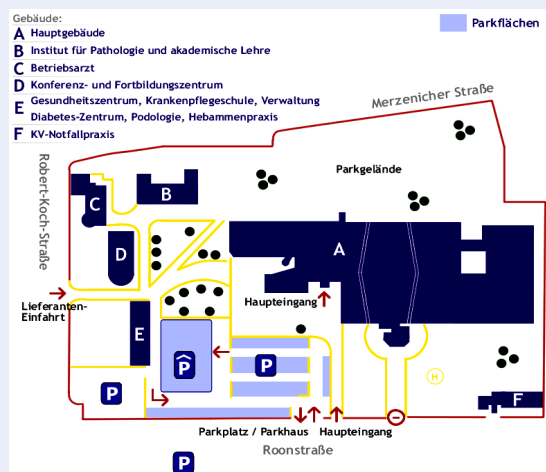 Gebäude:
A Hauptgebäude
B Institut für Pathologie und akademische Lehre
C Betriebsarzt
D Konferenz- und Fortbildungszentrum
E Gesundheitszentrum, Krankenpflegeschule, Verwaltung
Diabetes-Zentrum, Podologie, Hebammenpraxis
F KV-Notfallpraxis
Parkflächen
Merzenicher Straße
Robert-Koch-Straße
Parkgelände
B
C
A
D
Haupteingang
Lieferanten-
Einfahrt
E
P
P
H
P
F
Parkplatz / Parkhaus
Haupteingang
Roonstraße
P